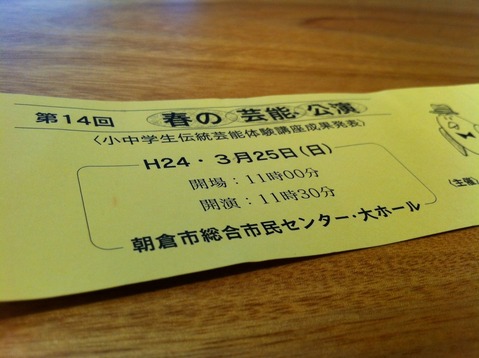 第14回 春の芸能公演
〈小中学生伝統芸能体験講座成果発表〉
H24・3月25日(日)
開場：11時00分
開演：11時30分
朝倉市総合市民センター・大ホール
(主催)